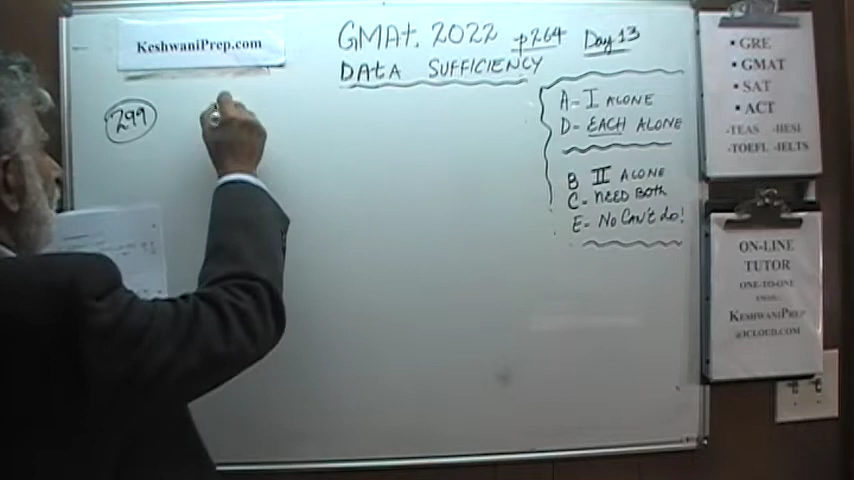 KeshwaniPrep.com
GMAt. 2022 p264 Day 13
DAtA SUFFICIENCY
299
A= I ALONE
D= EACH ALONE
B II ALONE
C= NEED BOTH
E= No CAN'T do!
▪ GRE
▪ GMAT
▪ SAT
▪ ACT
-TEAS -HESI
-TOEFL -IELTS
ON-LINE
TUTOR
ONE-TO-ONE
KESHWANIPREP
@ICLOUD.COM